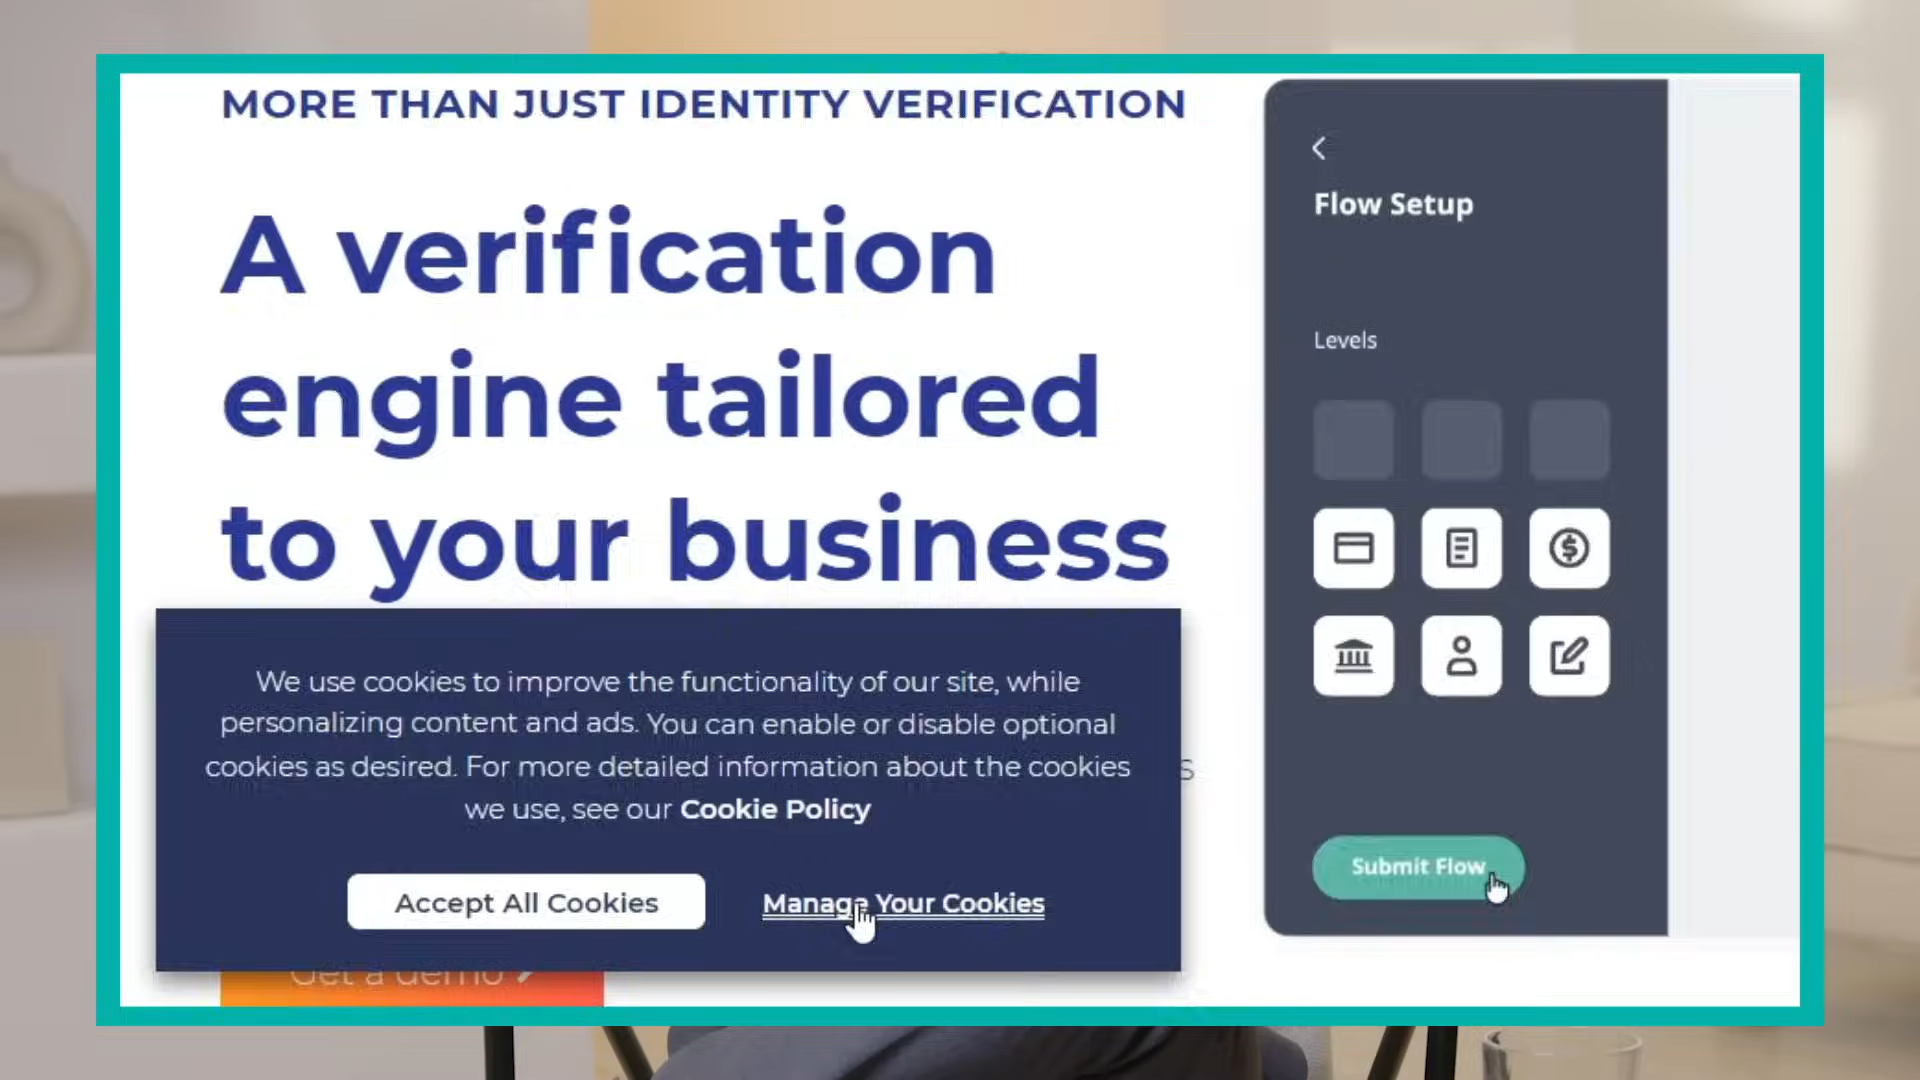 MORE THAN JUST IDENTITY VERIFICATION
A verification
engine tailored
to your business
We use cookies to improve the functionality of our site, while
personalizing content and ads. You can enable or disable optional
cookies as desired. For more detailed information about the cookies
we use, see our Cookie Policy
Accept All Cookies
Manage Your Cookies
Get a demo
Flow Setup
Levels
Submit Flow